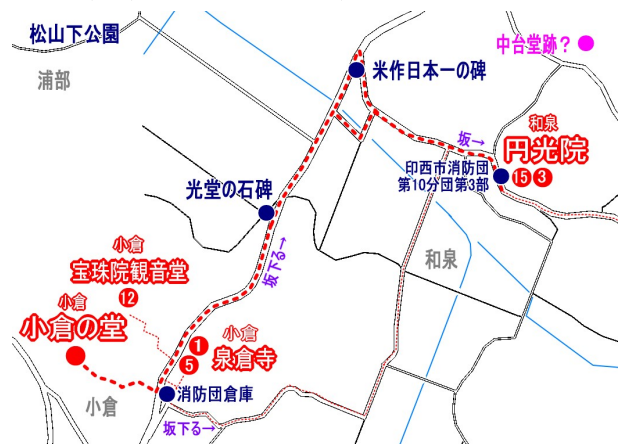 松山下公園
中台堂跡？
浦部
米作日本一の碑
和泉
円光院
坂→
印西市消防団
第10分団第3部
15 3
光堂の石碑
坂下る→
和泉
小倉
宝珠院観音堂
12
小倉
小倉の堂
1
5
小倉
泉倉寺
消防団倉庫
小倉
坂下る→